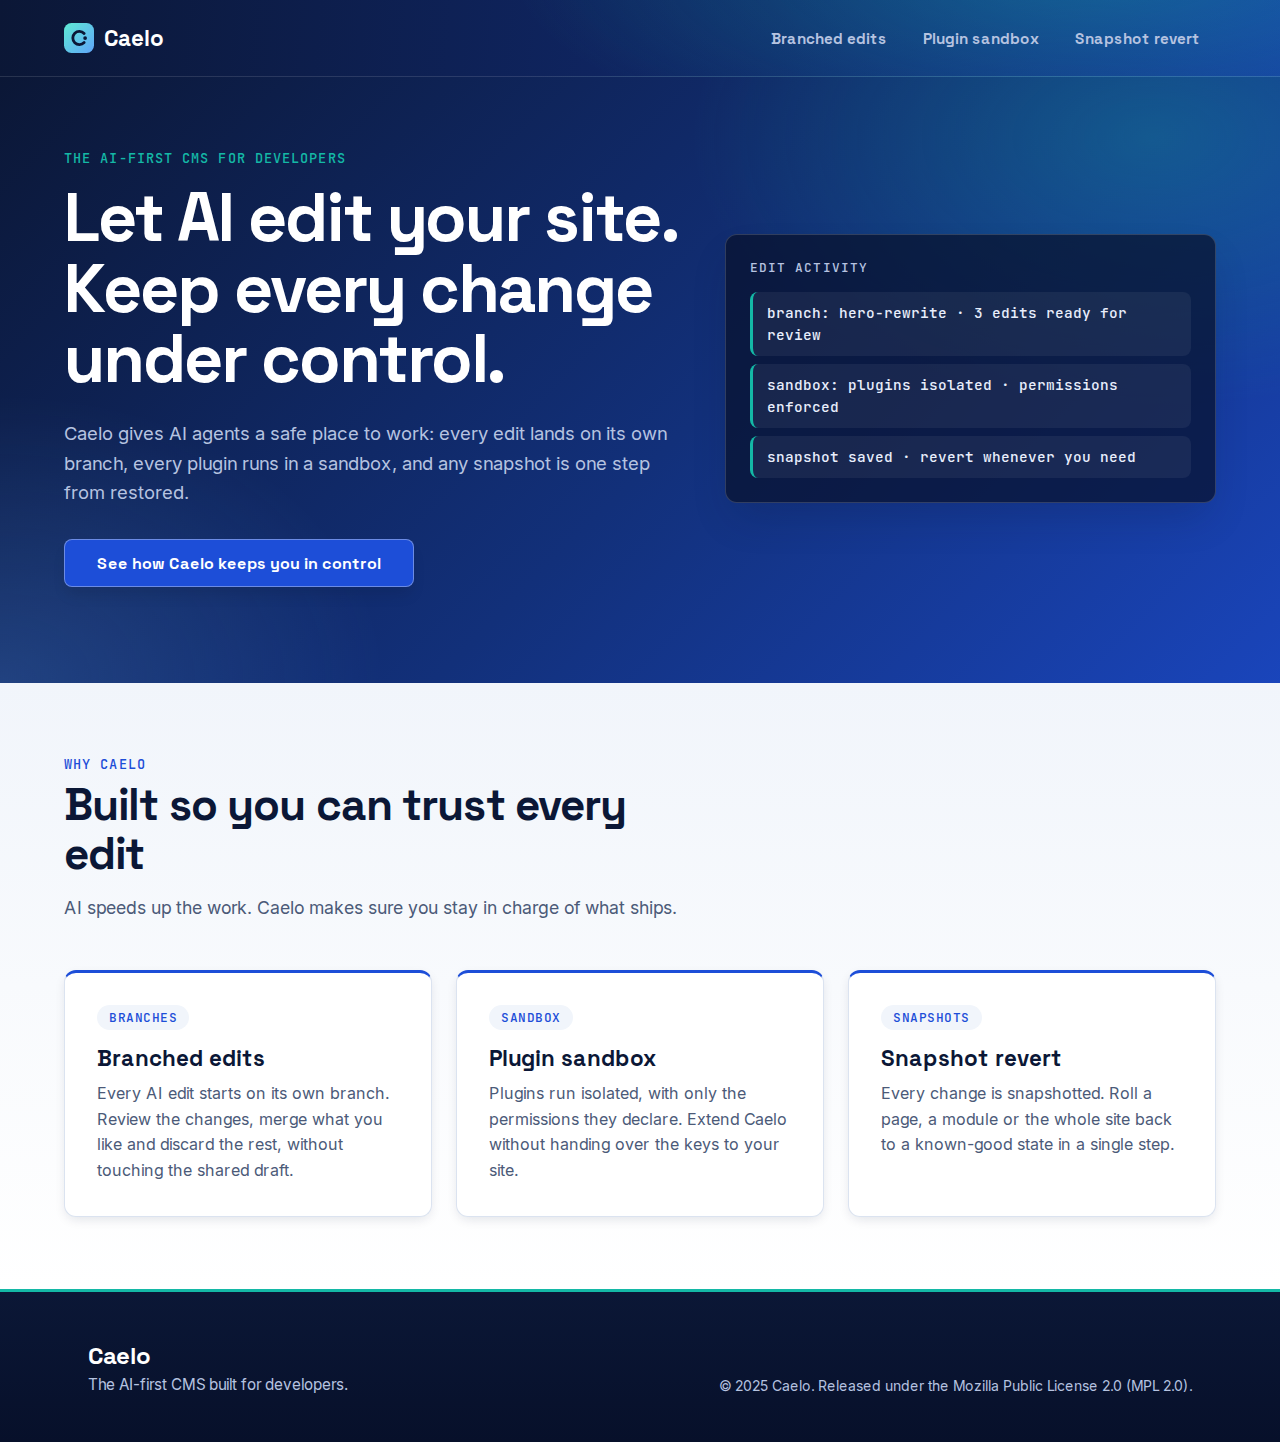 Caelo
Branched edits
Plugin sandbox
Snapshot revert
THE AI-FIRST CMS FOR DEVELOPERS
Let AI edit your site.
Keep every change
under control.
Caelo gives AI agents a safe place to work: every edit lands on its own
branch, every plugin runs in a sandbox, and any snapshot is one step
from restored.
See how Caelo keeps you in control
EDIT ACTIVITY
branch: hero-rewrite · 3 edits ready for
review
sandbox: plugins isolated · permissions
enforced
snapshot saved · revert whenever you need
WHY CAELO
Built so you can trust every
edit
AI speeds up the work. Caelo makes sure you stay in charge of what ships.
BRANCHES
Branched edits
Every AI edit starts on its own branch.
Review the changes, merge what you
like and discard the rest, without
touching the shared draft.
SANDBOX
Plugin sandbox
Plugins run isolated, with only the
permissions they declare. Extend Caelo
without handing over the keys to your
site.
SNAPSHOTS
Snapshot revert
Every change is snapshotted. Roll a
page, a module or the whole site back
to a known-good state in a single step.
Caelo
The AI-first CMS built for developers.
© 2025 Caelo. Released under the Mozilla Public License 2.0 (MPL 2.0).